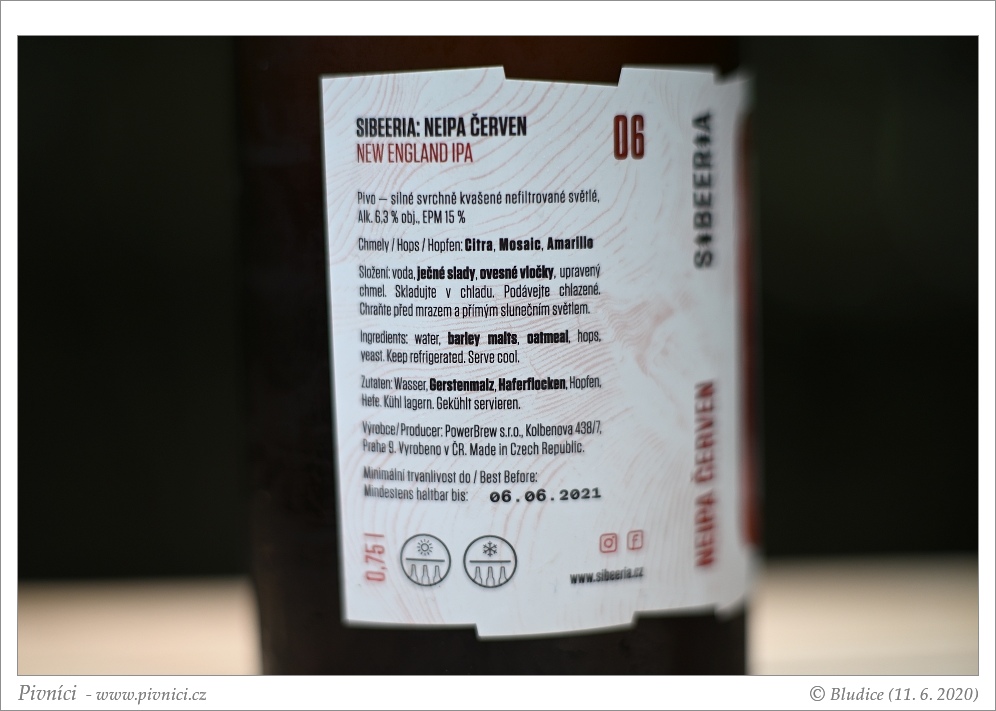 SIBEERIA: NEIPA ČERVEN
NEW ENGLAND IPA
06
Pivo – silné svrchně kvašené nefiltrované světlé,
Alk. 6,3 % obj., EPM 15 %
Chmely / Hops / Hopfen: Citra, Mosaic, Amarillo
Složení: voda, ječné slady, ovesné vločky, upravený
chmel. Skladujte v chladu. Podávejte chlazené.
Chraňte před mrazem a přímým slunečním světlem.
Ingredients: water, barley malts, oatmeal, hops,
yeast. Keep refrigerated. Serve cool.
Zutaten: Wasser, Gerstenmalz, Haferflocken, Hopfen,
Hefe. Kühl lagern. Gekühlt servieren.
Výrobce/Producer: PowerBrew s.r.o., Kolbenova 438/7,
Praha 9. Vyrobeno v ČR. Made in Czech Republic.
Minimální trvanlivost do / Best Before:
Mindestens haltbar bis: 06.06.2021
0,75 l
www.sibeeria.cz
SIBEERIA
NEIPA ČERVEN
Pivníci - www.pivnici.cz
© Bludice (11. 6. 2020)